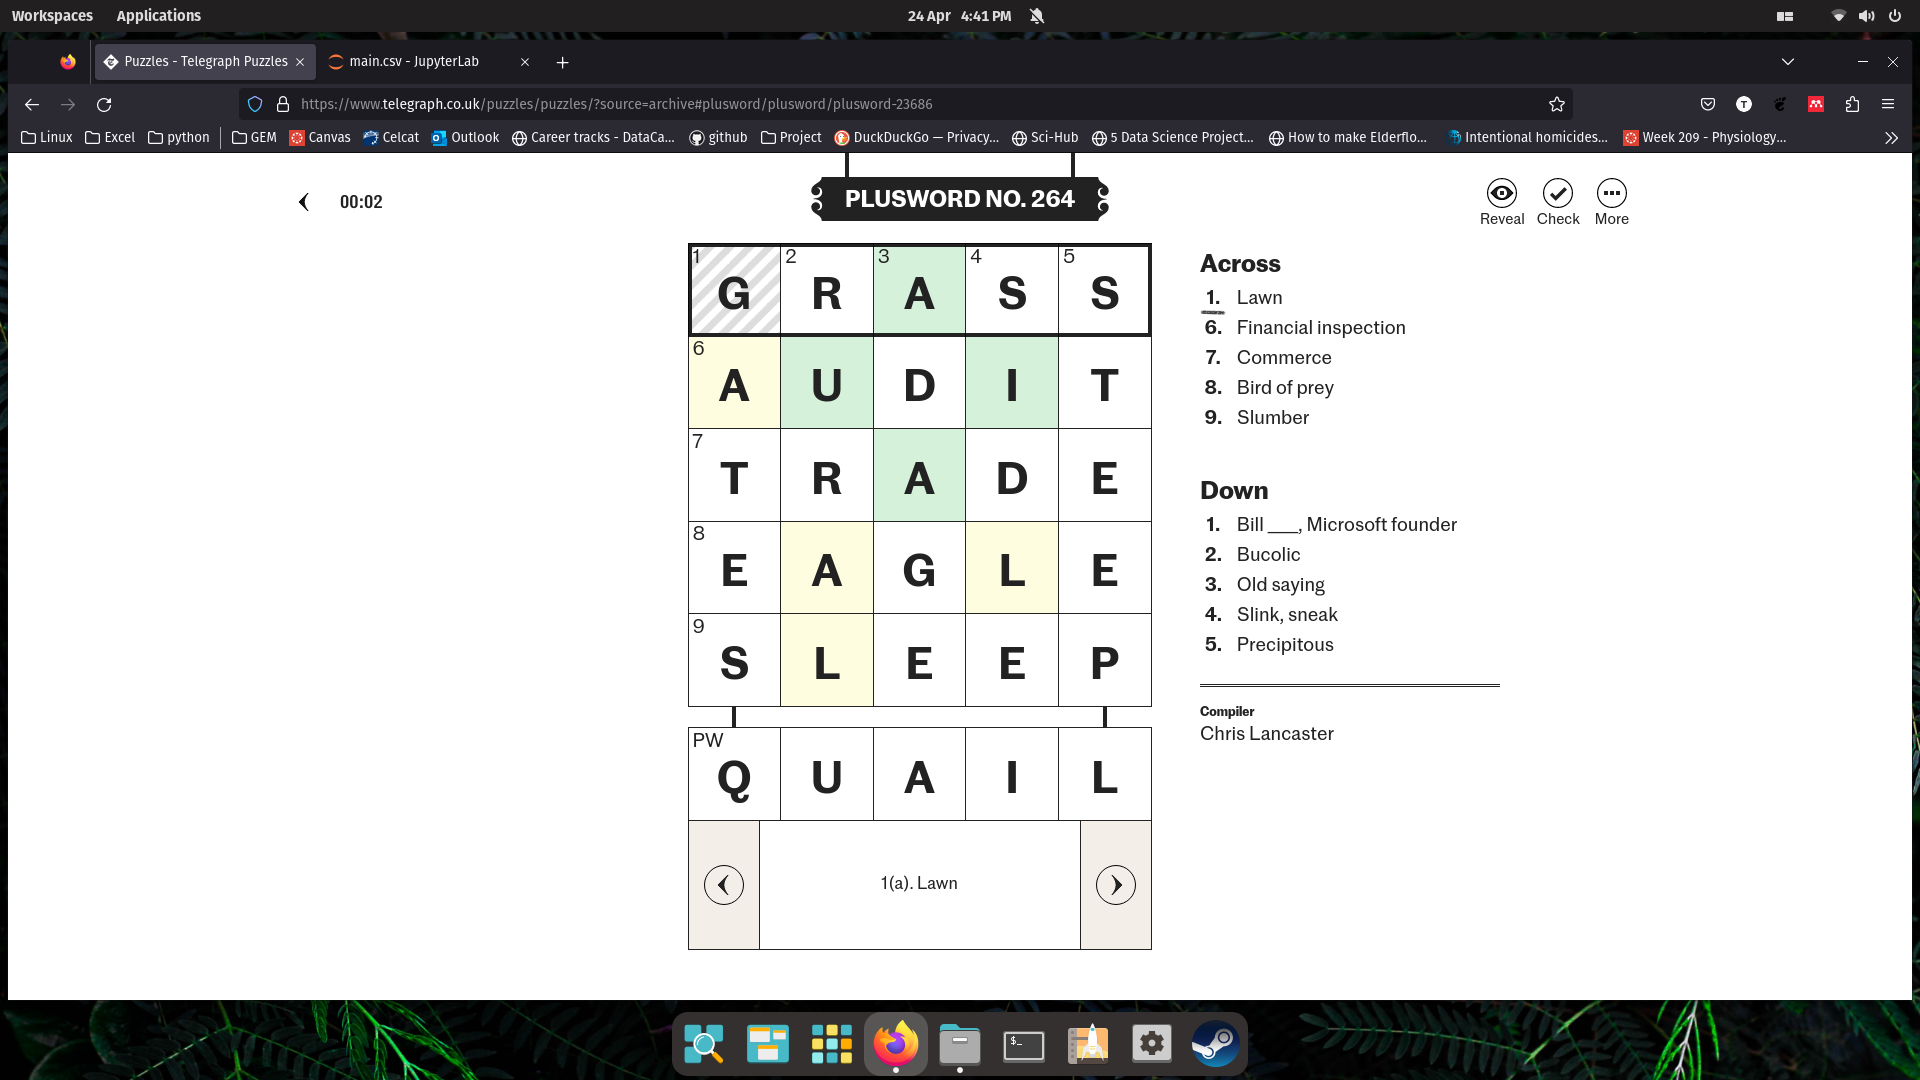 Workspaces Applications 24 Apr 4:41 PM
Puzzles - Telegraph Puzzles main.csv - JupyterLab
https://www.telegraph.co.uk/puzzles/puzzles/?source=archive#plusword/plusword/plusword-23686
Linux Excel python GEM Canvas Celcat Outlook Career tracks - DataCa... github Project DuckDuckGo — Privacy... Sci-Hub 5 Data Science Project... How to make Elderflo... Intentional homicides... Week 209 - Physiology...
00:02
PLUSWORD NO. 264
Reveal Check More
1 G 2 R 3 A 4 S 5 S
6 A U D I T
7 T R A D E
8 E A G L E
9 S L E E P
PW Q U A I L
1(a). Lawn
Across
1. Lawn
6. Financial inspection
7. Commerce
8. Bird of prey
9. Slumber
Down
1. Bill ___, Microsoft founder
2. Bucolic
3. Old saying
4. Slink, sneak
5. Precipitous
Compiler
Chris Lancaster